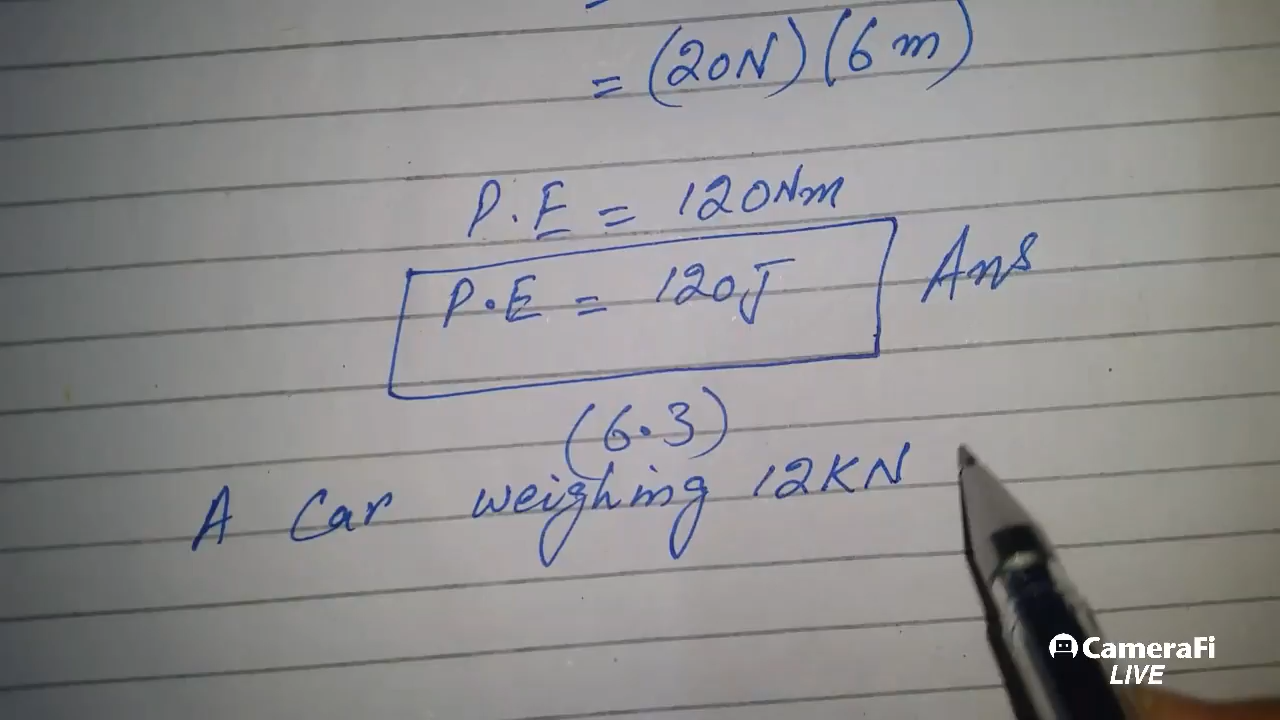 = (20N) (6m)
P.E = 120Nm
P.E = 120J Ans
(6.3)
A Car weighing 12KN
CameraFi
LIVE